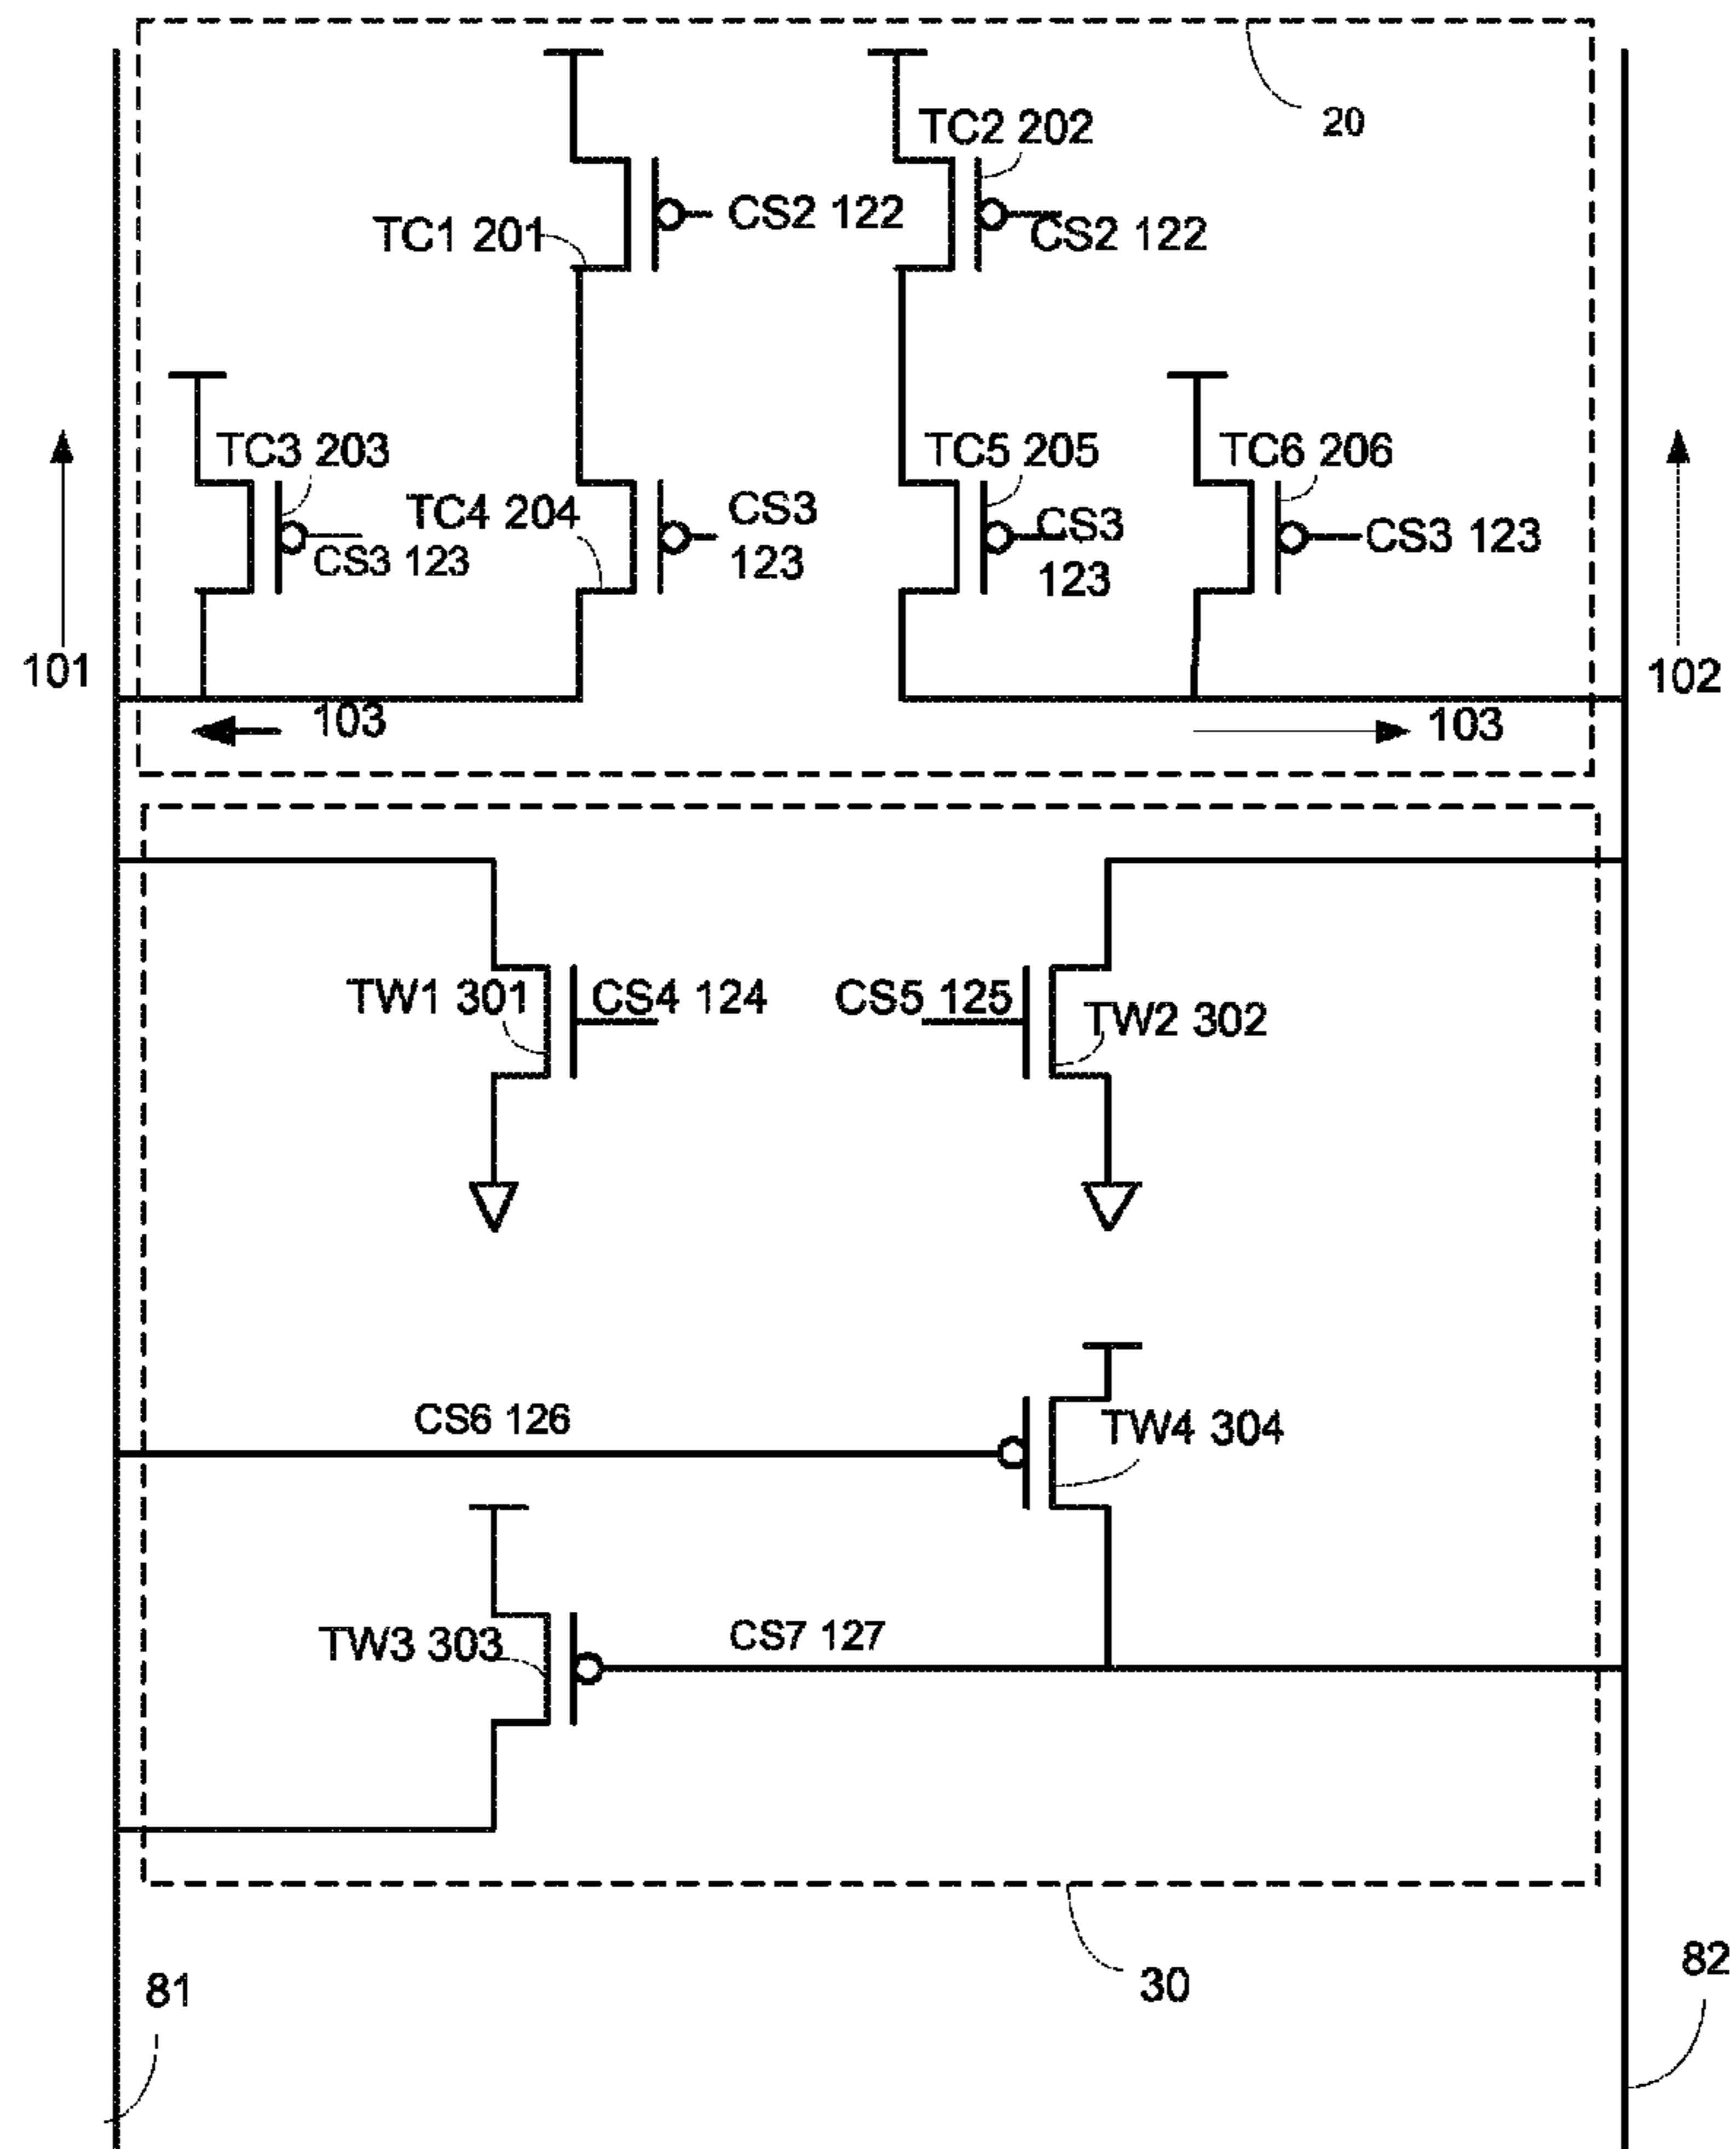 20
TC2 202
TC1 201
CS2 122
CS2 122
TC3 203
TC5 205
TC6 206
TC4 204
CS3
123
CS3
123
CS3 123
CS3 123
101
102
103
103
TW1 301
CS4 124
CS5 125
TW2 302
CS6 126
TW4 304
TW3 303
CS7 127
81
30
82